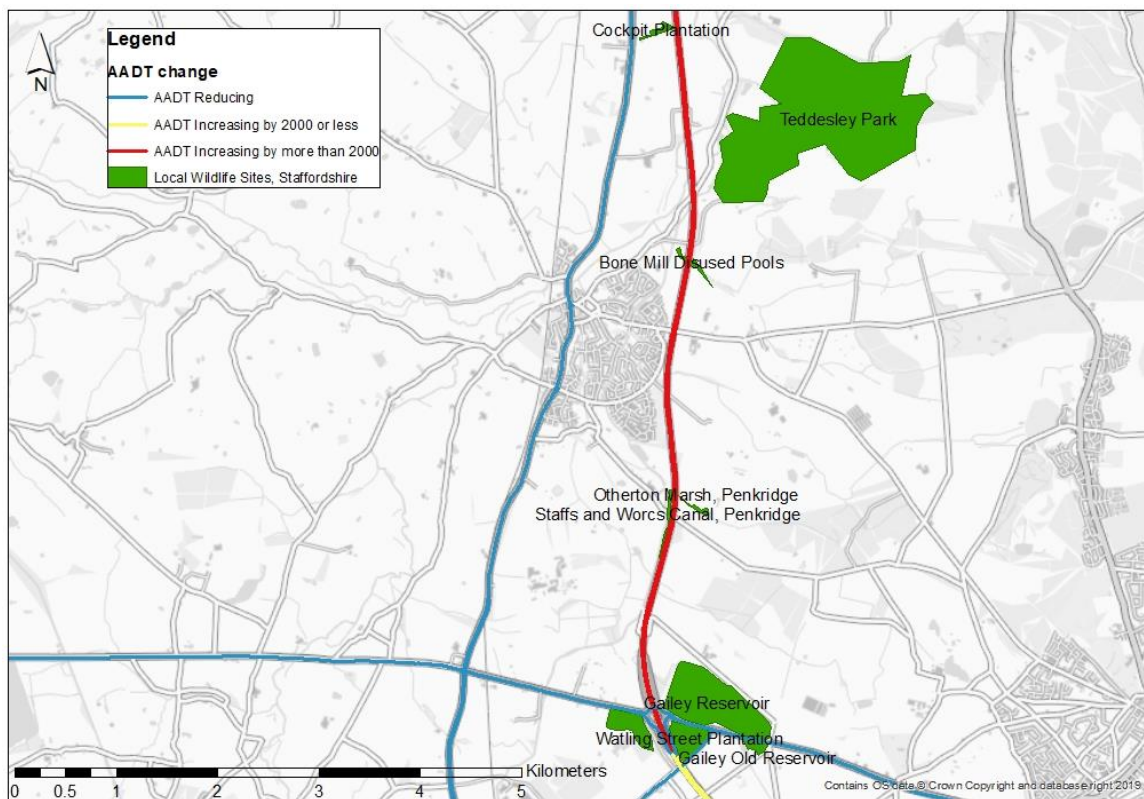 Cockpit Plantation
Legend
AADT change
N
AADT Reducing
AADT Increasing by 2000 or less
AADT Increasing by more than 2000
Local Wildlife Sites, Staffordshire
Teddesley Park
Bone Mill Disused Pools
Otherton Marsh, Penkridge
Staffs and Worcs Canal, Penkridge
Gailey Reservoir
Watling Street Plantation
Gailey Old Reservoir
Kilometers
0 0.5 1 2 3 4 5
Contains OS data © Crown Copyright and database right 2019